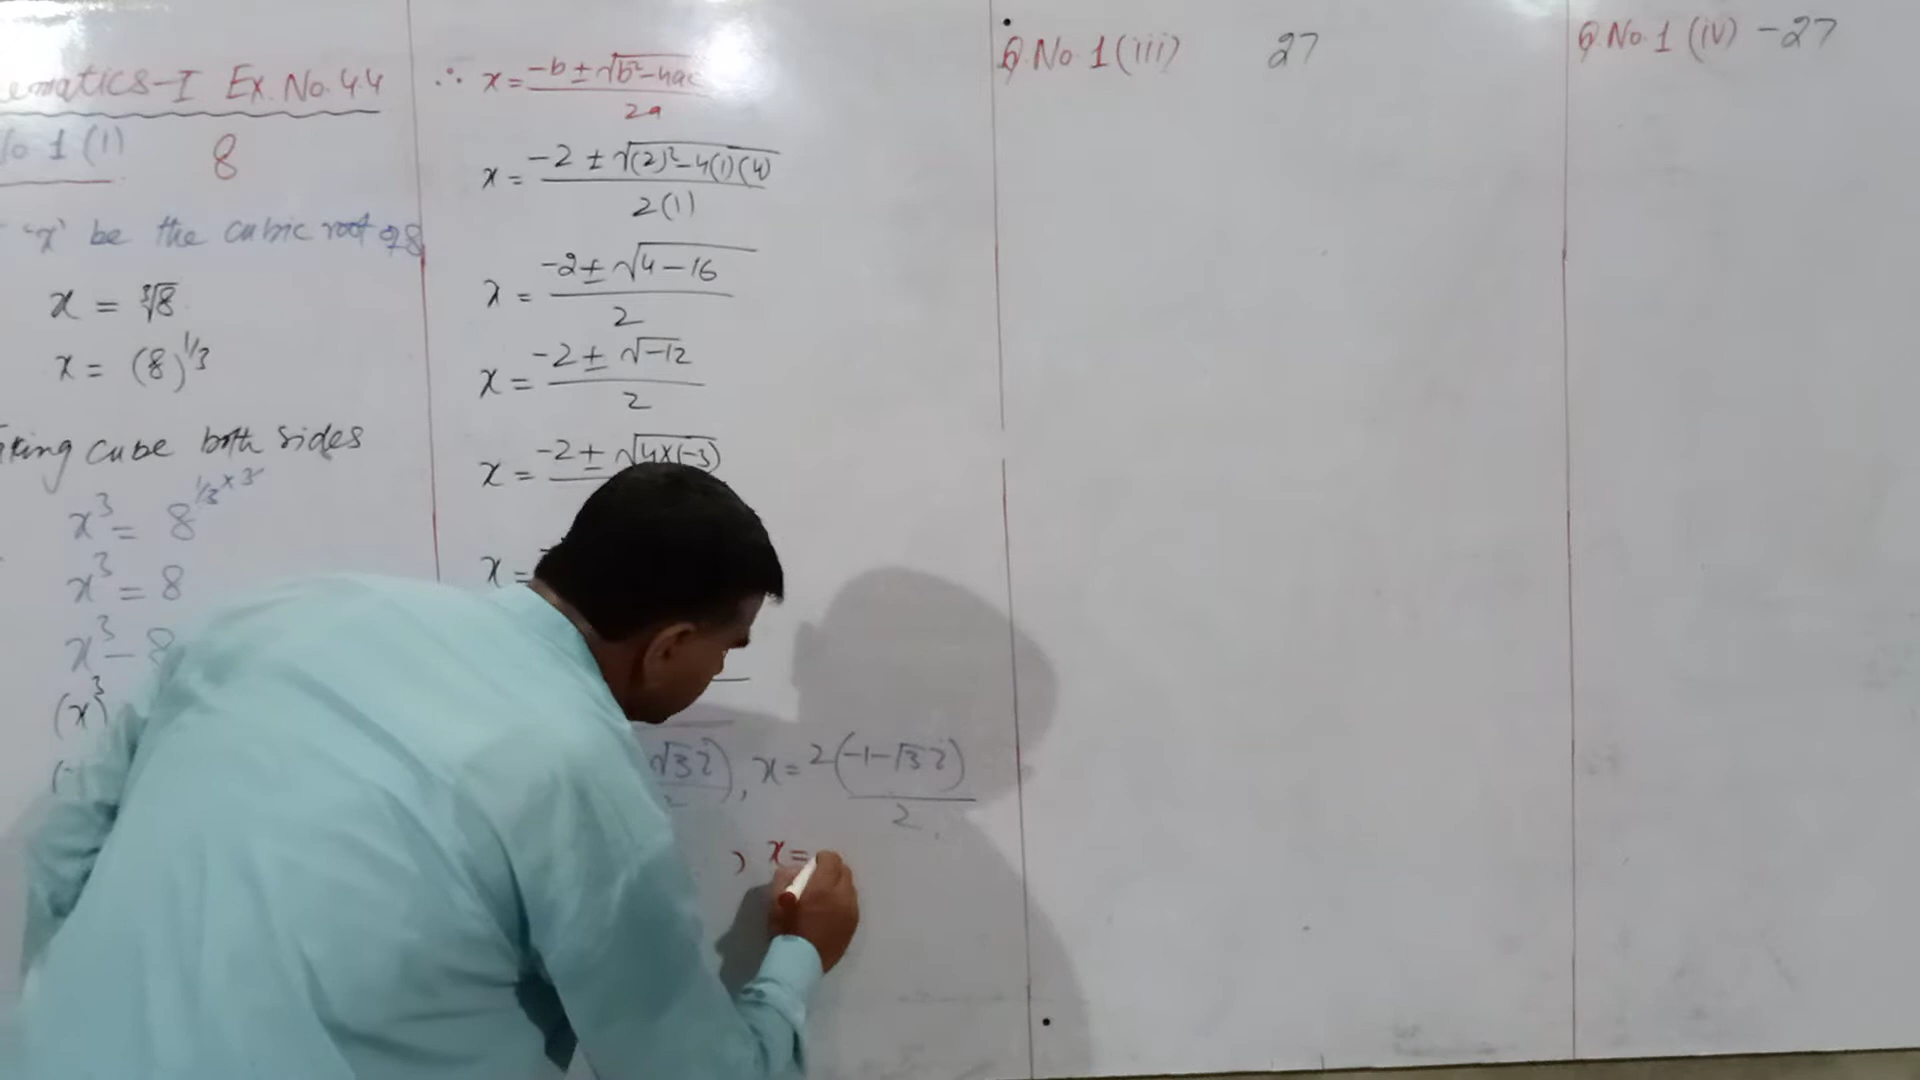 ematics-I Ex. No. 4.4
No 1 (i) 8
'x' be the cubic root of 8
x = ∛8
x = (8)^1/3
king cube both sides
x³ = 8^1/3×3
x³ = 8
x³ - 8
(x)³
∴ x = -b ± √b²-4ac / 2a
x = -2 ± √(2)²-4(1)(4) / 2(1)
x = -2 ± √4-16 / 2
x = -2 ± √-12 / 2
x = -2 ± √4×(-3)
x =
√3i / 2), x = 2(-1-√3i / 2)
, x =
Q.No.1 (iii) 27
Q.No.1 (iv) -27